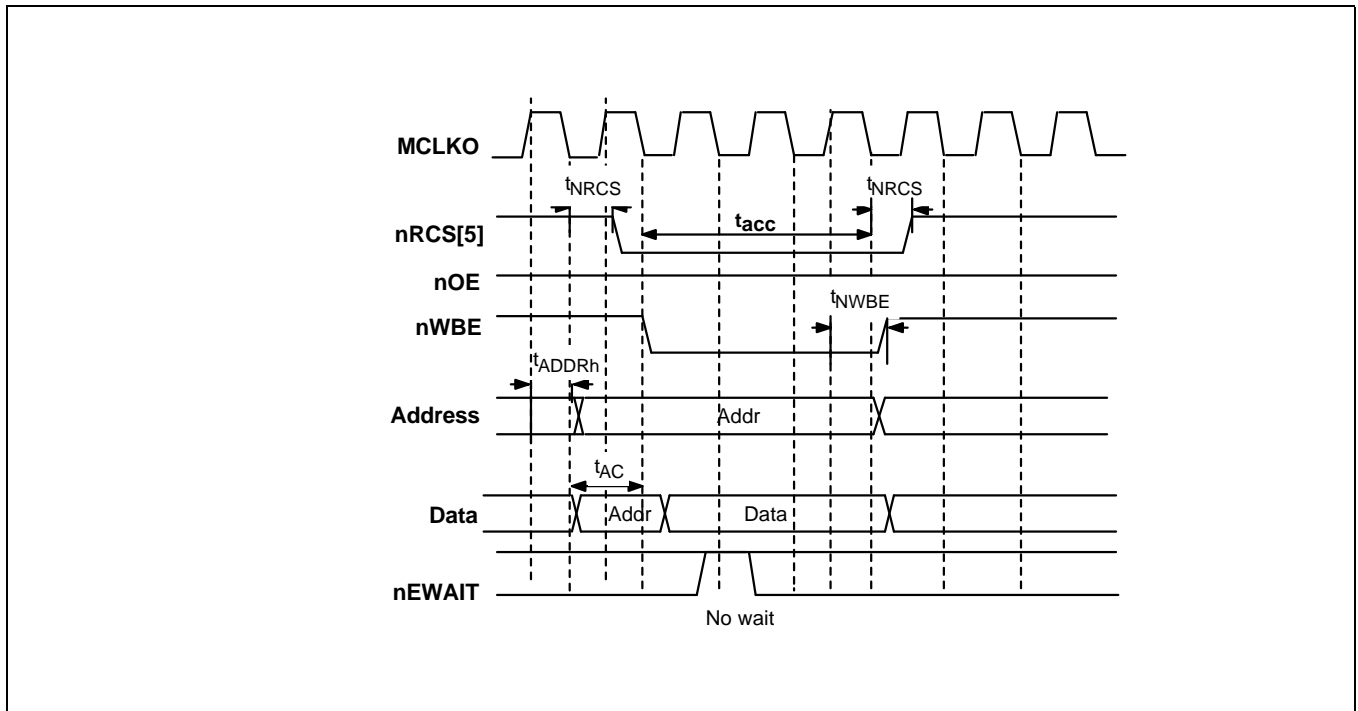 MCLKO
tNRCS tNRCS
nRCS[5] tacc
nOE
nWBE tNWBE
tADDRh
Address Addr
tAC
Data Addr Data
nEWAIT
No wait